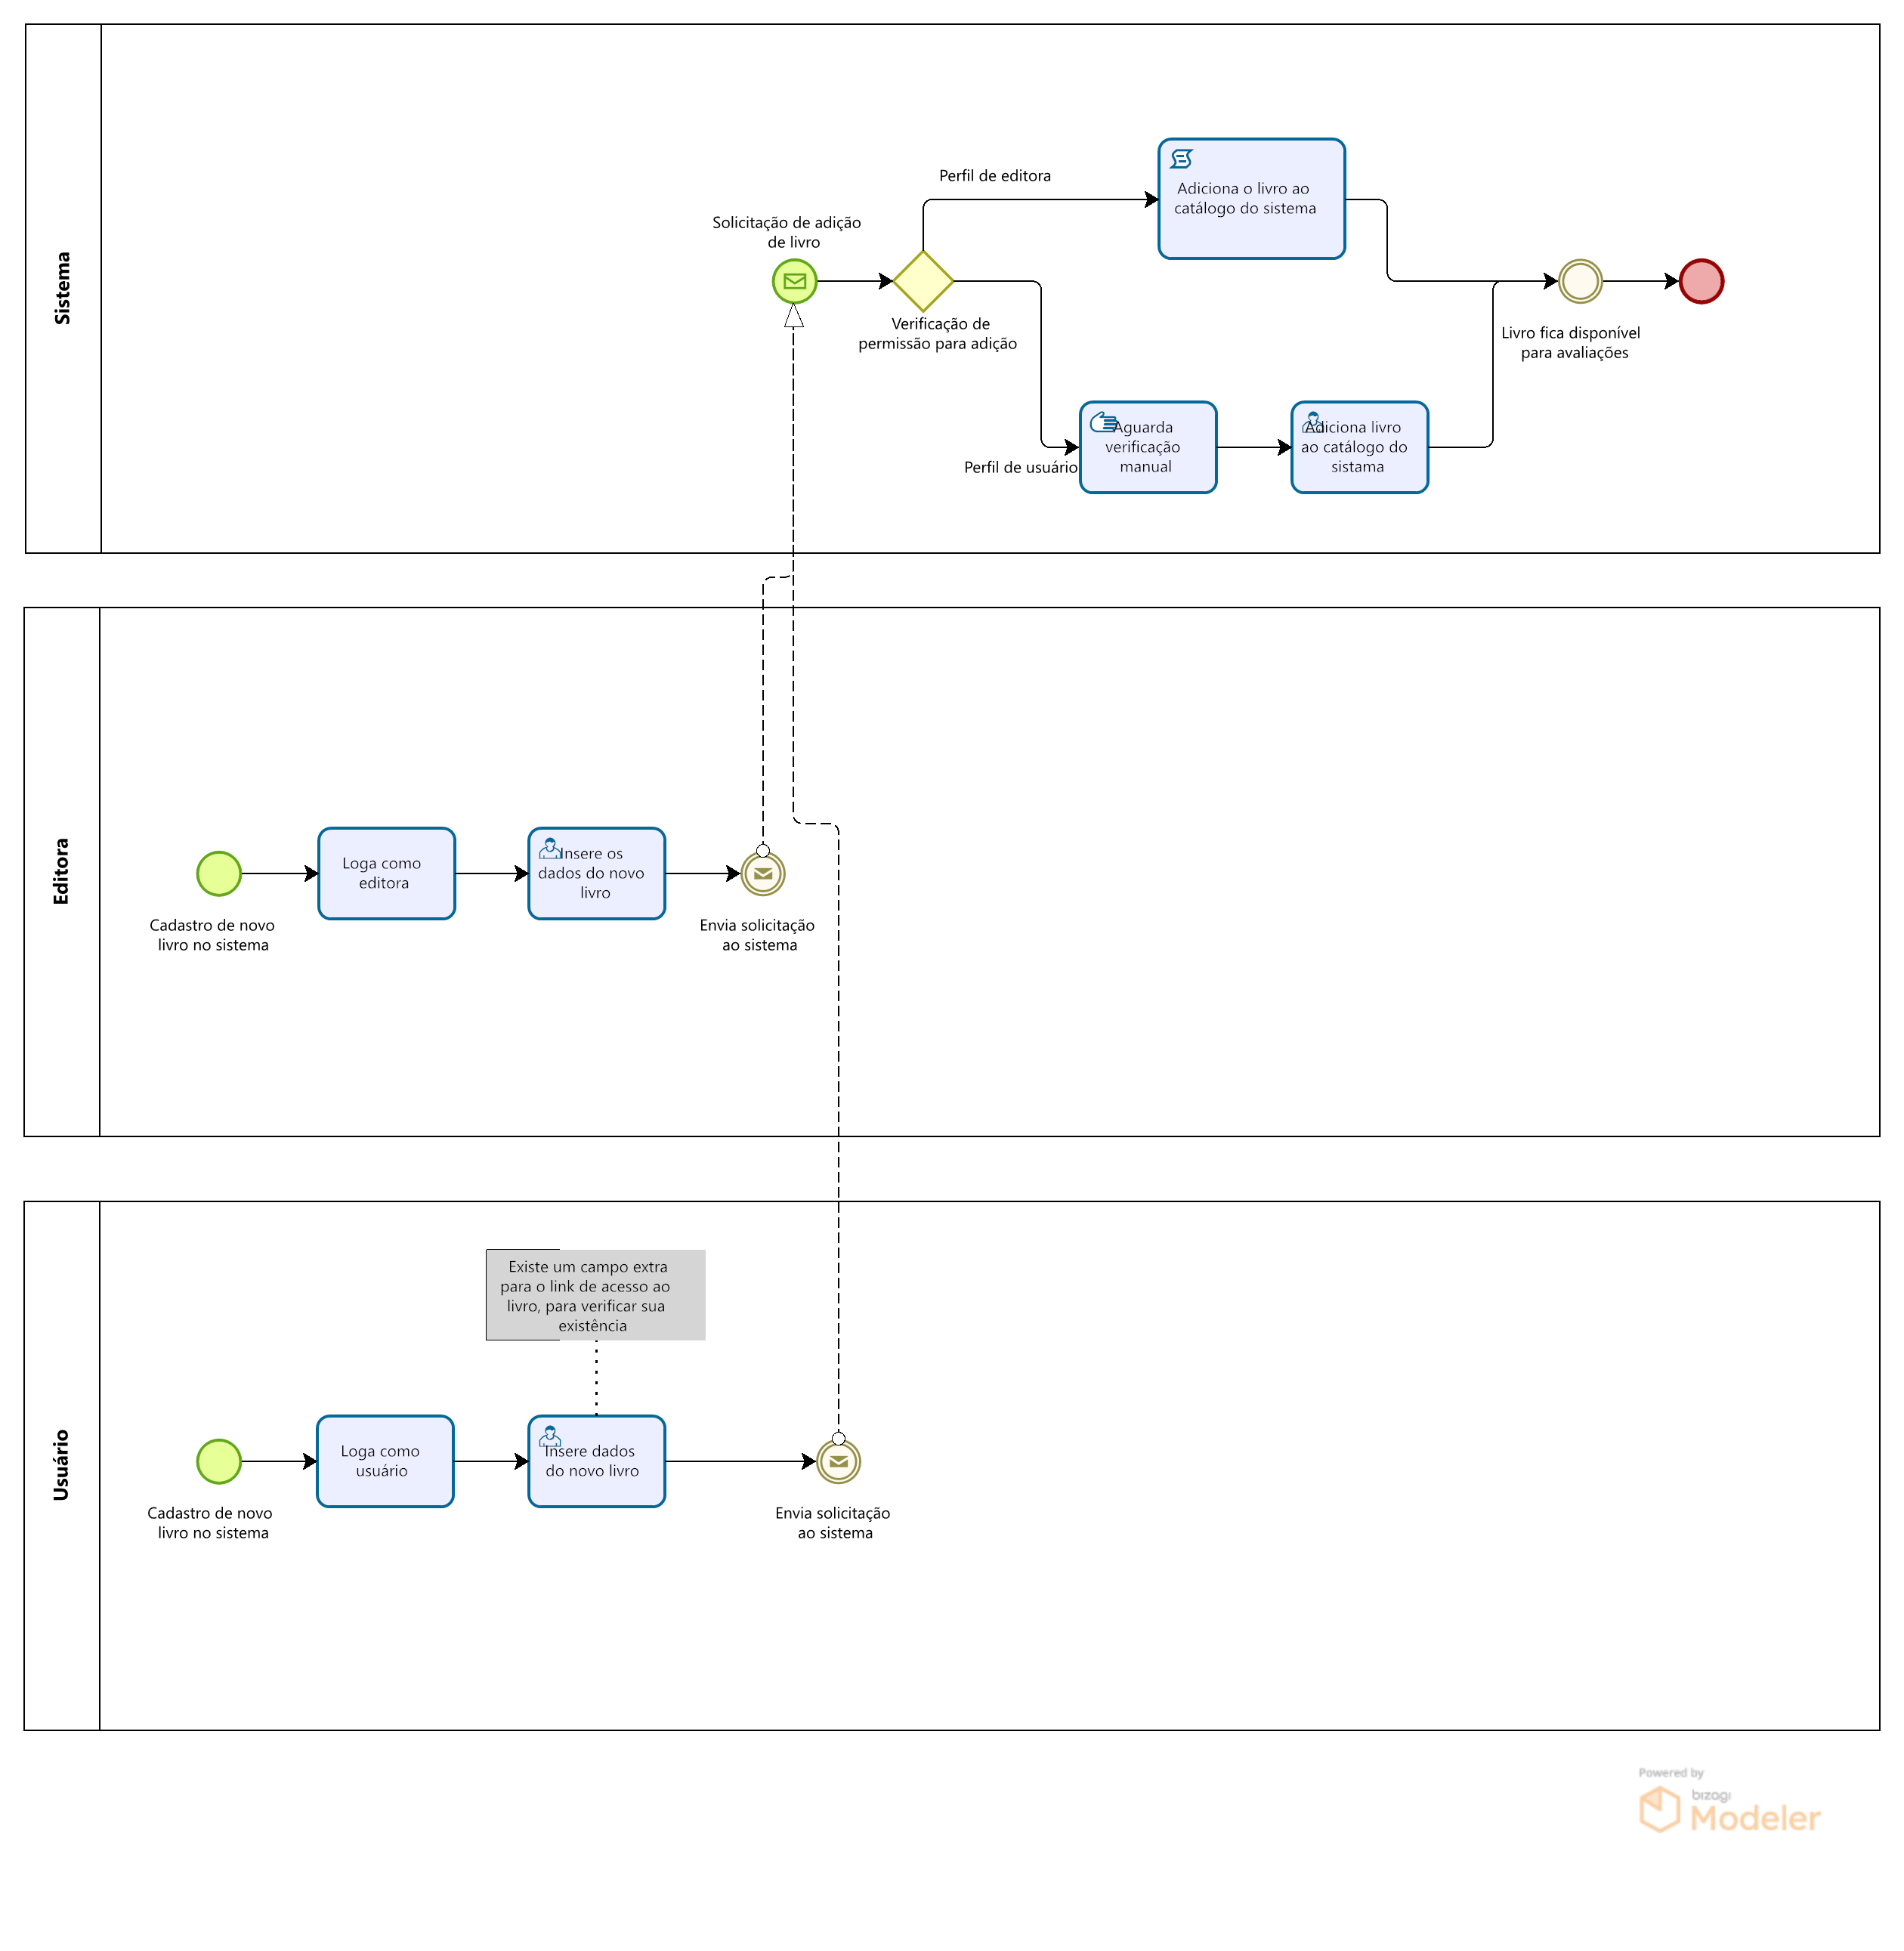 Sistema
Solicitação de adição
de livro
Perfil de editora
Verificação de
permissão para adição
Adiciona o livro ao
catálogo do sistema
Perfil de usuário
Aguarda
verificação
manual
Adiciona livro
ao catálogo do
sistama
Livro fica disponível
para avaliações
Editora
Cadastro de novo
livro no sistema
Loga como
editora
Insere os
dados do novo
livro
Envia solicitação
ao sistema
Usuário
Existe um campo extra
para o link de acesso ao
livro, para verificar sua
existência
Cadastro de novo
livro no sistema
Loga como
usuário
Insere dados
do novo livro
Envia solicitação
ao sistema
Powered by
bizagi
Modeler